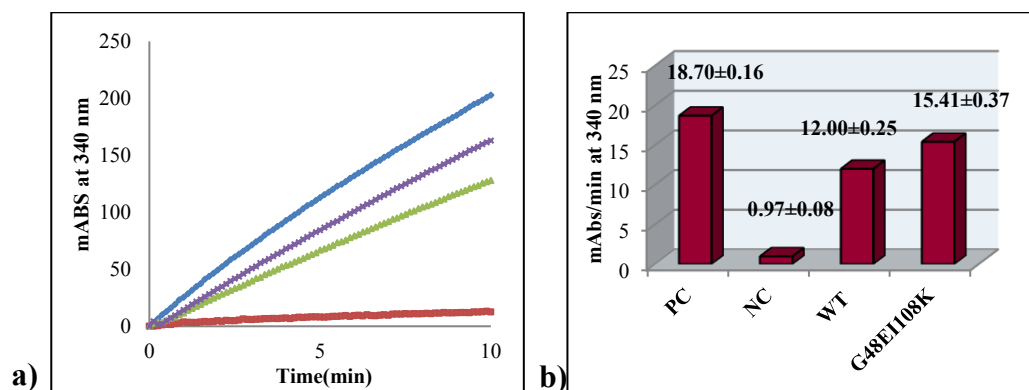 250
200
150
100
50
0
mABS at 340 nm
0
5
10
Time(min)
a)
25
20
15
10
5
0
mAbs/min at 340 nm
18.70±0.16
0.97±0.08
12.00±0.25
15.41±0.37
PC
NC
WT
G48EI108K
b)